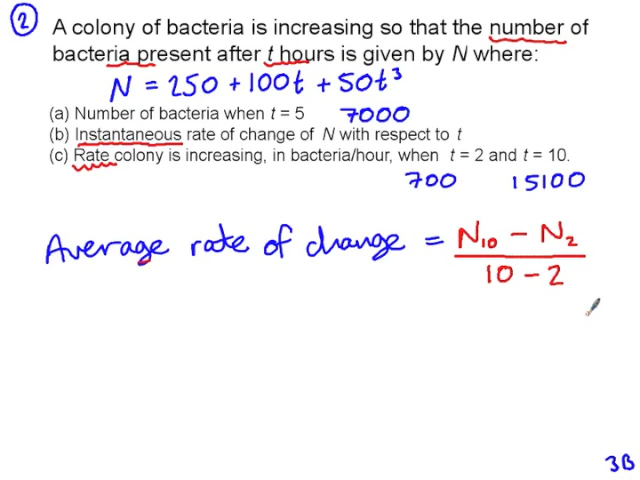 ② A colony of bacteria is increasing so that the number of
bacteria present after t hours is given by N where:
N = 250 + 100t + 50t³
(a) Number of bacteria when t = 5 7000
(b) Instantaneous rate of change of N with respect to t
(c) Rate colony is increasing, in bacteria/hour, when t = 2 and t = 10.
700 15100
Average rate of change = N₁₀ − N₂
10 − 2
3B